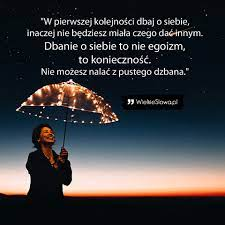 "W pierwszej kolejności dbaj o siebie,
inaczej nie będziesz miała czego dać innym.
Dbanie o siebie to nie egoizm,
to konieczność.
Nie możesz nalać z pustego dzbana."
WielkieSlowa.pl